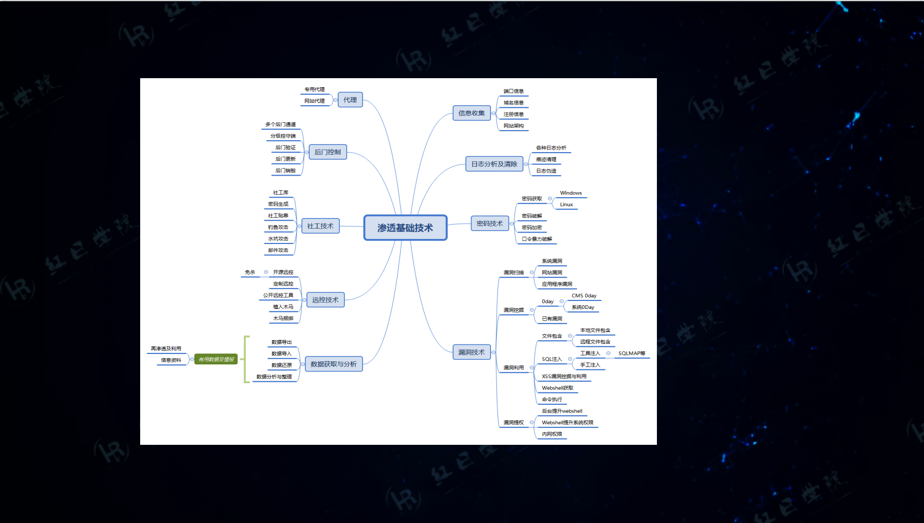 渗透基础技术
代理
专用代理
网站代理
后门控制
多个后门通道
分级控守端
后门验证
后门更新
后门销毁
社工技术
社工库
密码生成
社工贴靠
钓鱼攻击
水坑攻击
邮件攻击
远控技术
开源远控
免杀
定制远控
公开远控工具
植入木马
木马捆绑
数据获取与分析
数据导出
数据导入
数据还原
数据分析与整理
有用数据及情报
再渗透及利用
情报资料
信息收集
端口信息
域名信息
注册信息
网站架构
日志分析及清除
各种日志分析
痕迹清理
日志伪造
密码技术
密码获取
Windows
Linux
密码破解
密码加密
口令暴力破解
漏洞技术
漏洞扫描
系统漏洞
网站漏洞
应用程序漏洞
漏洞挖掘
0day
CMS 0day
系统0Day
已有漏洞
漏洞利用
文件包含
本地文件包含
远程文件包含
SQL注入
工具注入
SQLMAP等
手工注入
XSS漏洞挖掘与利用
Webshell获取
命令执行
漏洞提权
后台提升webshell
Webshell提升系统权限
内网权限